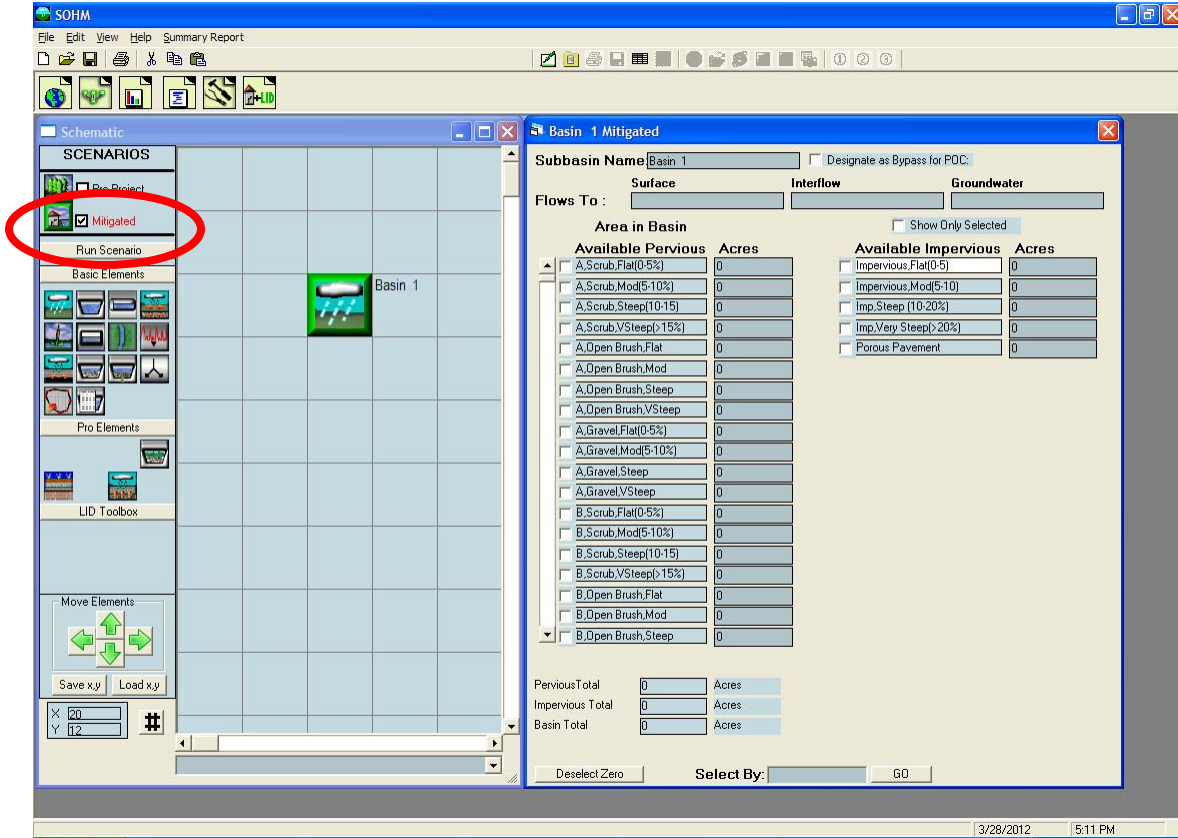 SOHM
File Edit View Help Summary Report
+LID
Schematic
SCENARIOS
Pre-Project
Mitigated
Run Scenario
Basic Elements
Pro Elements
LID Toolbox
Move Elements
Save x,y Load x,y
X 20
Y 12
#
Basin 1
Basin 1 Mitigated
Subbasin Name: Basin 1 Designate as Bypass for POC:
Surface Interflow Groundwater
Flows To :
Area in Basin Show Only Selected
Available Pervious Acres Available Impervious Acres
A,Scrub,Flat(0-5%) 0 Impervious,Flat(0-5) 0
A,Scrub,Mod(5-10%) 0 Impervious,Mod(5-10) 0
A,Scrub,Steep(10-15) 0 Imp,Steep (10-20%) 0
A,Scrub,VSteep(>15%) 0 Imp,Very Steep(>20%) 0
A,Open Brush,Flat 0 Porous Pavement 0
A,Open Brush,Mod 0
A,Open Brush,Steep 0
A,Open Brush,VSteep 0
A,Gravel,Flat(0-5%) 0
A,Gravel,Mod(5-10%) 0
A,Gravel,Steep 0
A,Gravel,VSteep 0
B,Scrub,Flat(0-5%) 0
B,Scrub,Mod(5-10%) 0
B,Scrub,Steep(10-15) 0
B,Scrub,VSteep(>15%) 0
B,Open Brush,Flat 0
B,Open Brush,Mod 0
B,Open Brush,Steep 0
PerviousTotal 0 Acres
Impervious Total 0 Acres
Basin Total 0 Acres
Deselect Zero Select By: GO
3/28/2012 5:11 PM